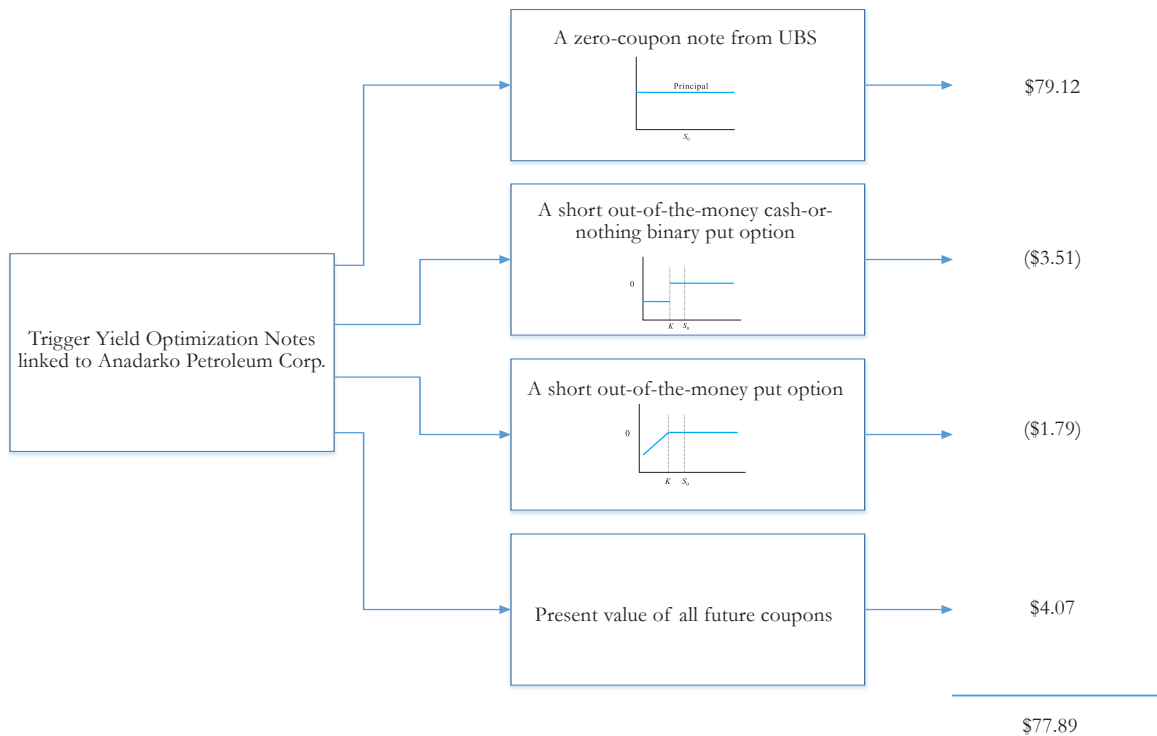 A zero-coupon note from UBS
Principal
S₀
$79.12
A short out-of-the-money cash-or-
nothing binary put option
0
K S₀
($3.51)
Trigger Yield Optimization Notes
linked to Anadarko Petroleum Corp.
A short out-of-the-money put option
0
K S₀
($1.79)
Present value of all future coupons
$4.07
$77.89